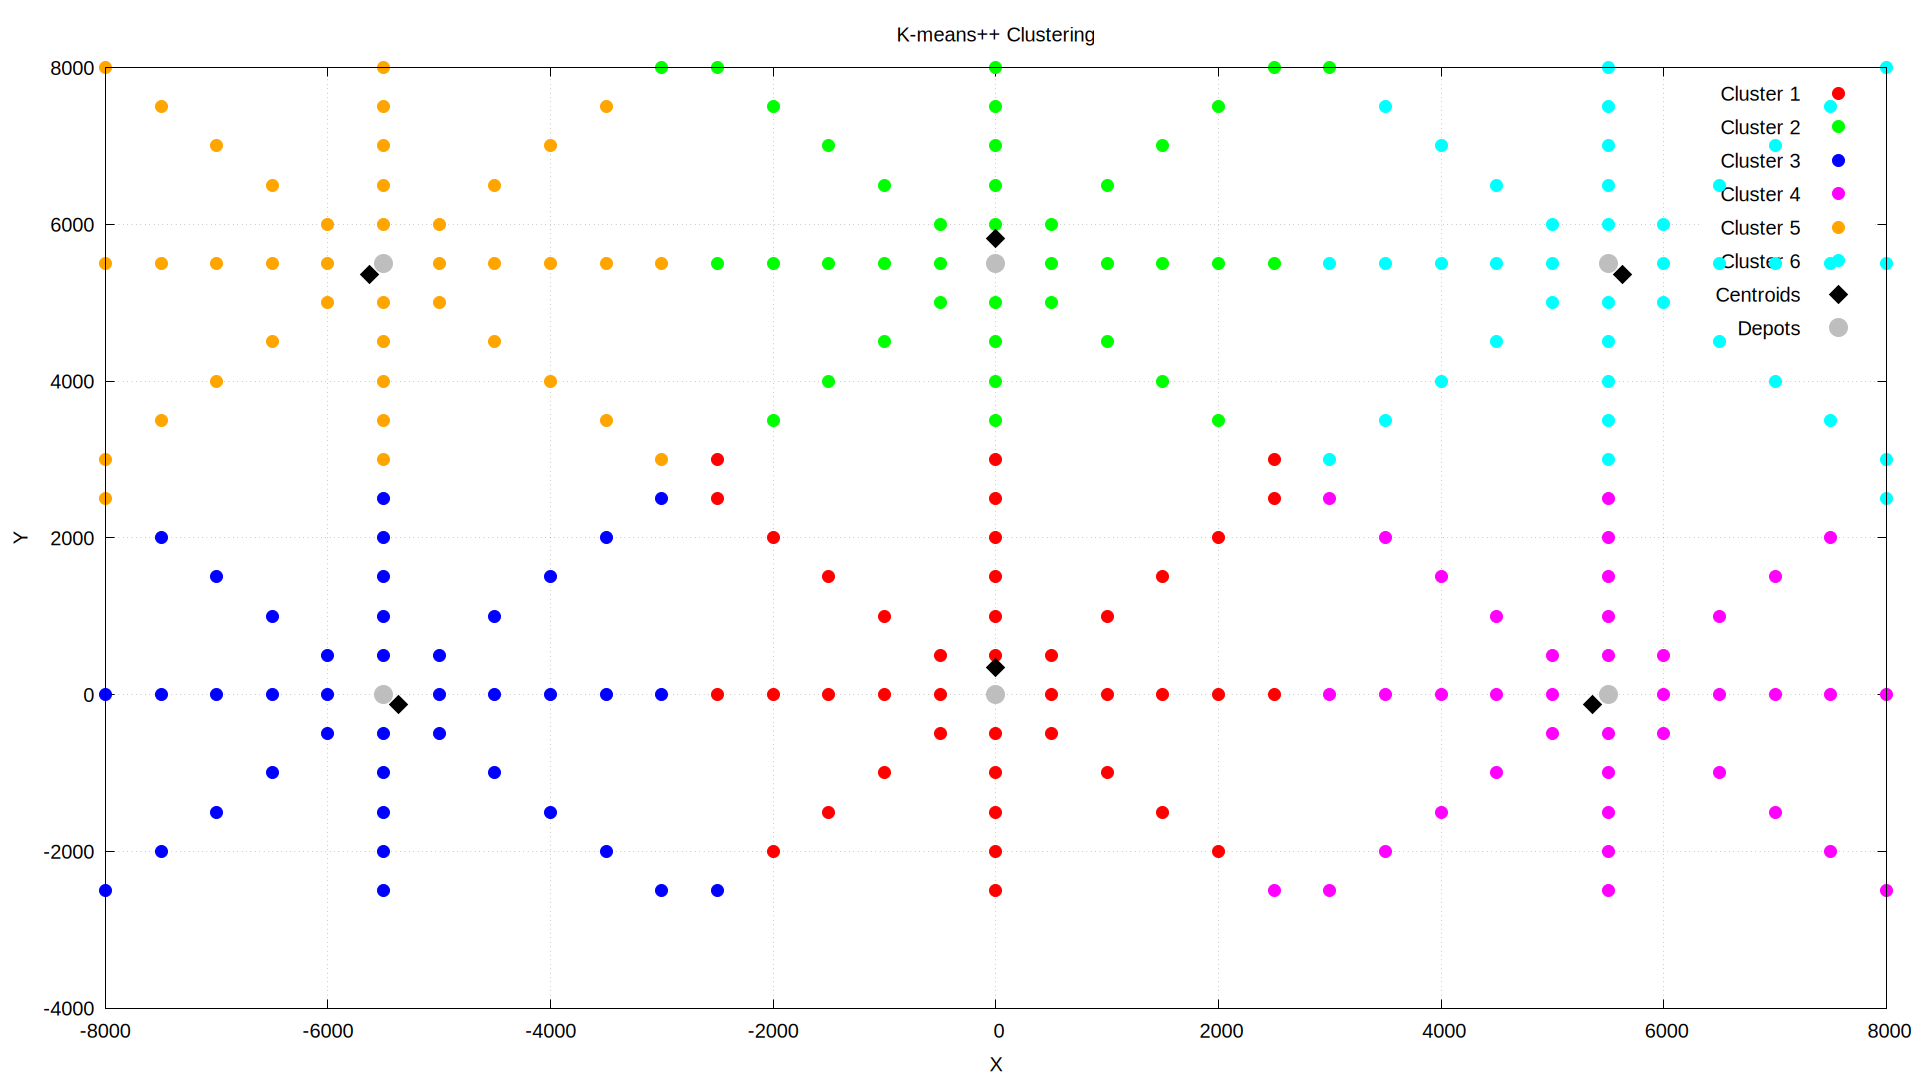 K-means++ Clustering
8000
6000
4000
2000
0
-2000
-4000
Y
Cluster 1
Cluster 2
Cluster 3
Cluster 4
Cluster 5
Cluster 6
Centroids
Depots
-8000 -6000 -4000 -2000 0 2000 4000 6000 8000
X